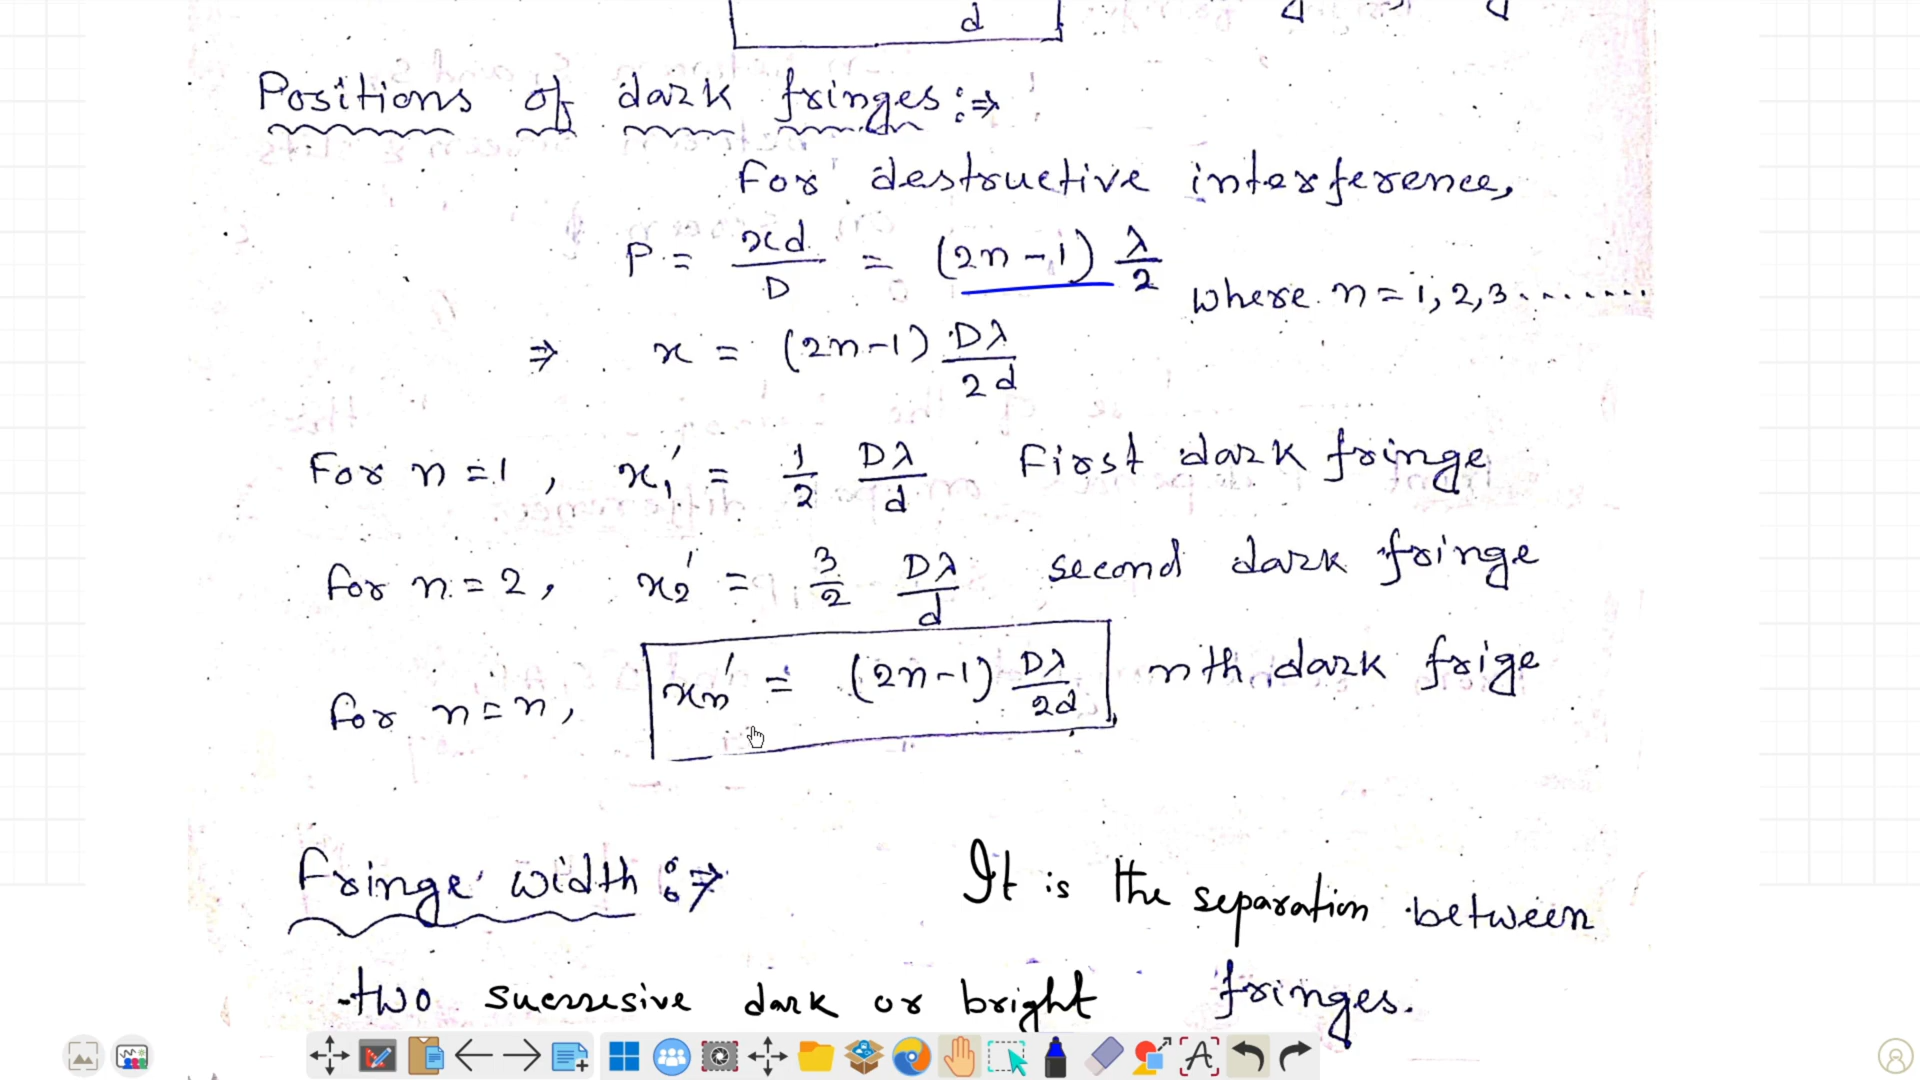 d
Positions of dark fringes :⇒
For destructive interference,
P = xd/D = (2n-1) λ/2 where n = 1, 2, 3 .......
⇒ x = (2n-1) Dλ/2d
For n = 1, x₁' = 1/2 Dλ/d First dark fringe
For n = 2, x₂' = 3/2 Dλ/d second dark fringe
For n = n, xn' = (2n-1) Dλ/2d nth dark frige
Fringe width :⇒ It is the separation between
two succesive dark or bright fringes.